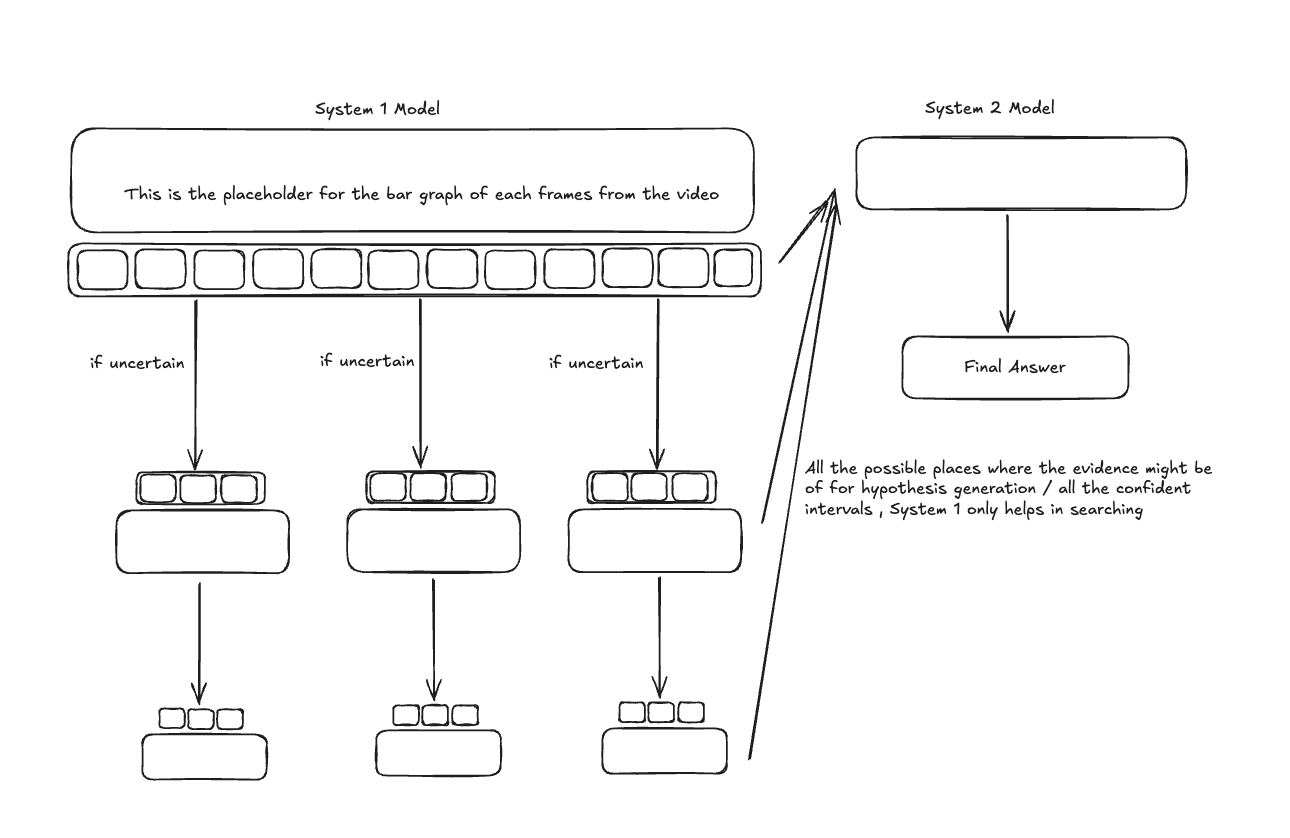 System 1 Model
System 2 Model
This is the placeholder for the bar graph of each frames from the video
if uncertain
if uncertain
if uncertain
Final Answer
All the possible places where the evidence might be
of for hypothesis generation / all the confident
intervals , System 1 only helps in searching